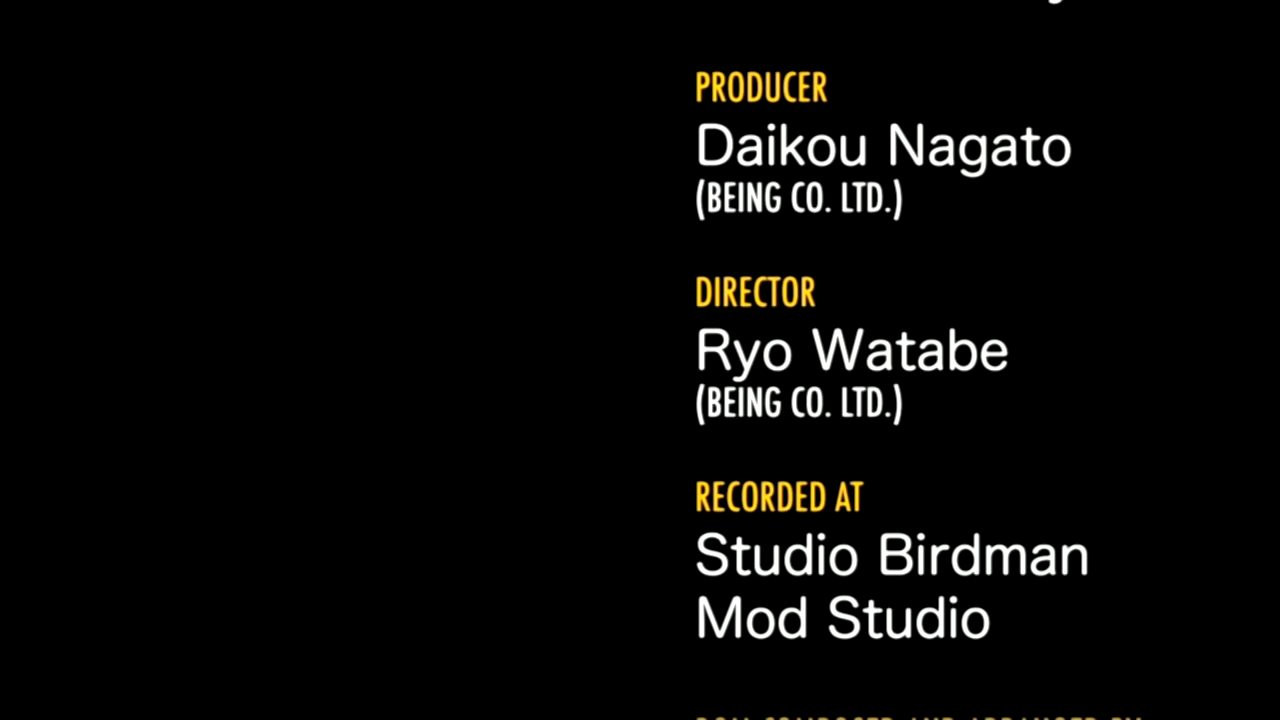 PRODUCER
Daikou Nagato
(BEING CO. LTD.)
DIRECTOR
Ryo Watabe
(BEING CO. LTD.)
RECORDED AT
Studio Birdman
Mod Studio